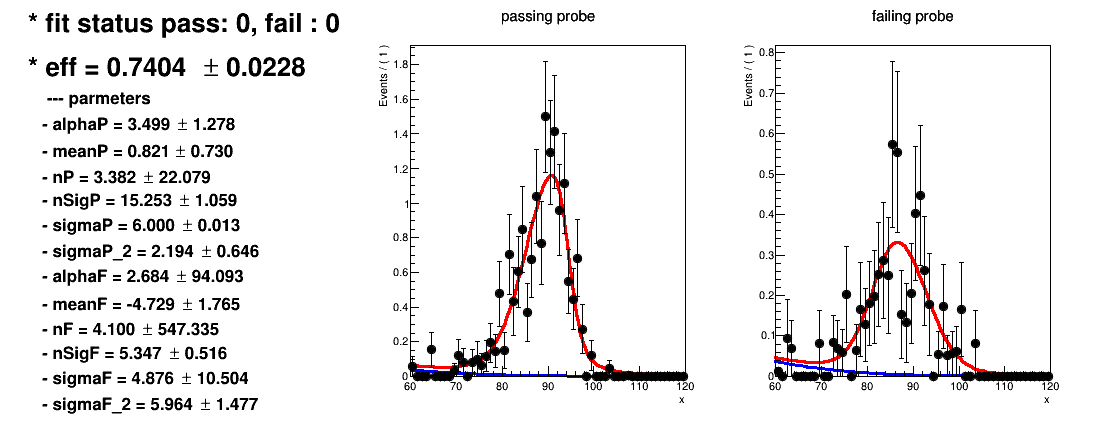 * fit status pass: 0, fail : 0
* eff = 0.7404 ± 0.0228
--- parmeters
- alphaP = 3.499 ± 1.278
- meanP = 0.821 ± 0.730
- nP = 3.382 ± 22.079
- nSigP = 15.253 ± 1.059
- sigmaP = 6.000 ± 0.013
- sigmaP_2 = 2.194 ± 0.646
- alphaF = 2.684 ± 94.093
- meanF = -4.729 ± 1.765
- nF = 4.100 ± 547.335
- nSigF = 5.347 ± 0.516
- sigmaF = 4.876 ± 10.504
- sigmaF_2 = 5.964 ± 1.477
passing probe
Events / ( 1 )
1.8
1.6
1.4
1.2
1
0.8
0.6
0.4
0.2
0
60 70 80 90 100 110 120
x
failing probe
Events / ( 1 )
0.8
0.7
0.6
0.5
0.4
0.3
0.2
0.1
0
60 70 80 90 100 110 120
x